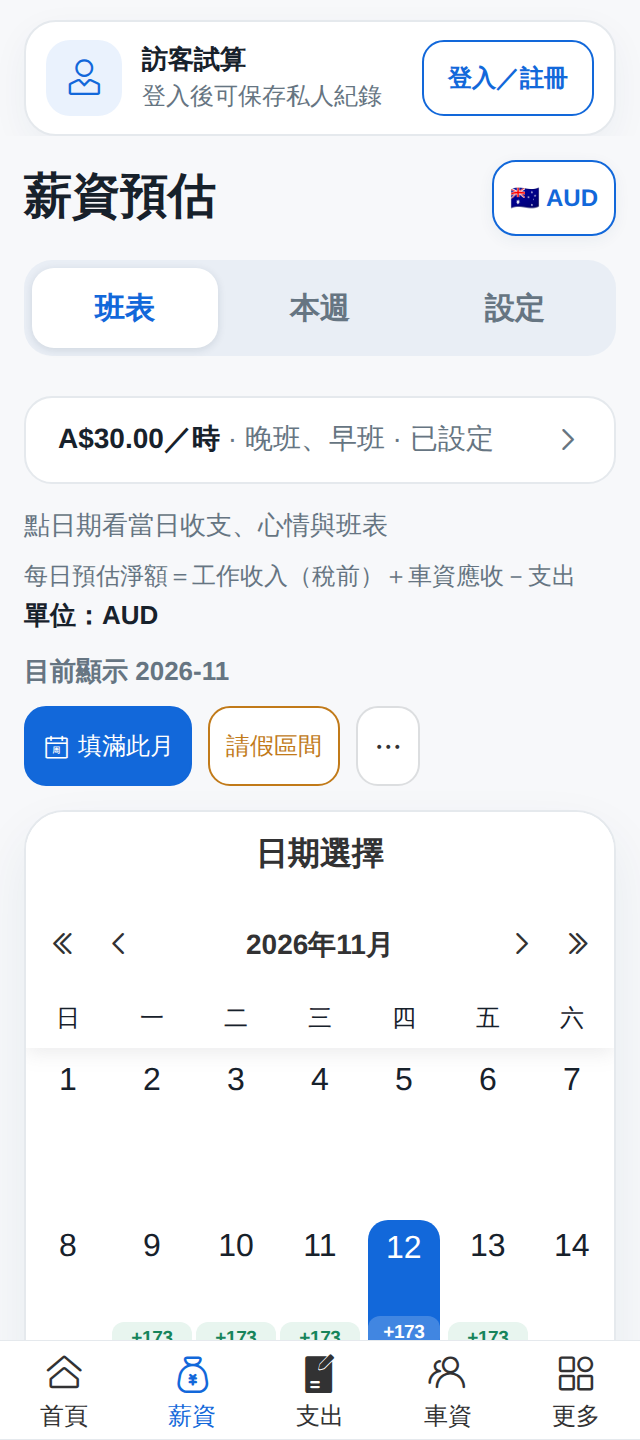 訪客試算
登入後可保存私人紀錄
登入／註冊
薪資預估
🇦🇺 AUD
班表 本週 設定
A$30.00／時 · 晚班、早班 · 已設定
點日期看當日收支、心情與班表
每日預估淨額＝工作收入（稅前）＋車資應收－支出
單位：AUD
目前顯示 2026-11
填滿此月 請假區間 ···
日期選擇
2026年11月
日 一 二 三 四 五 六
1 2 3 4 5 6 7
8 9 10 11 12 13 14
+173 +173 +173 +173 +173
首頁 薪資 支出 車資 更多